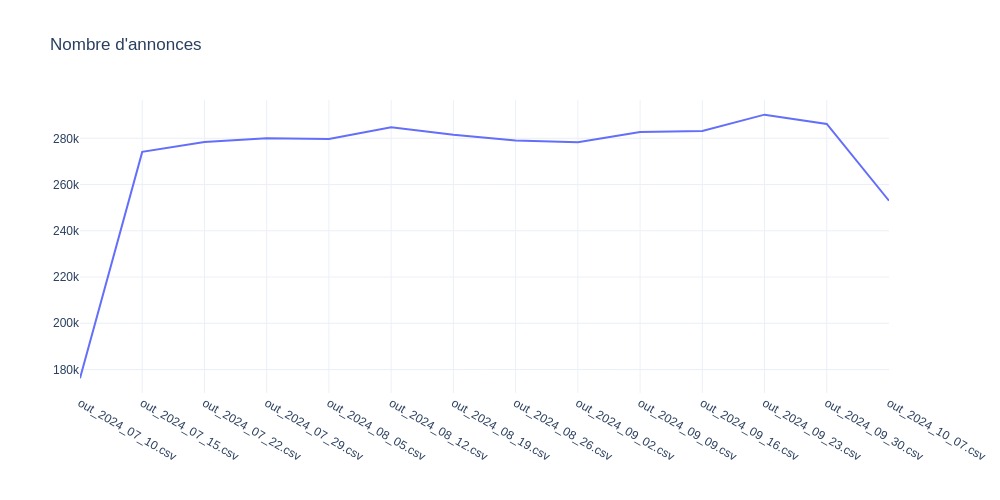 Nombre d'annonces
280k
260k
240k
220k
200k
180k
out_2024_07_10.csv
out_2024_07_15.csv
out_2024_07_22.csv
out_2024_07_29.csv
out_2024_08_05.csv
out_2024_08_12.csv
out_2024_08_19.csv
out_2024_08_26.csv
out_2024_09_02.csv
out_2024_09_09.csv
out_2024_09_16.csv
out_2024_09_23.csv
out_2024_09_30.csv
out_2024_10_07.csv